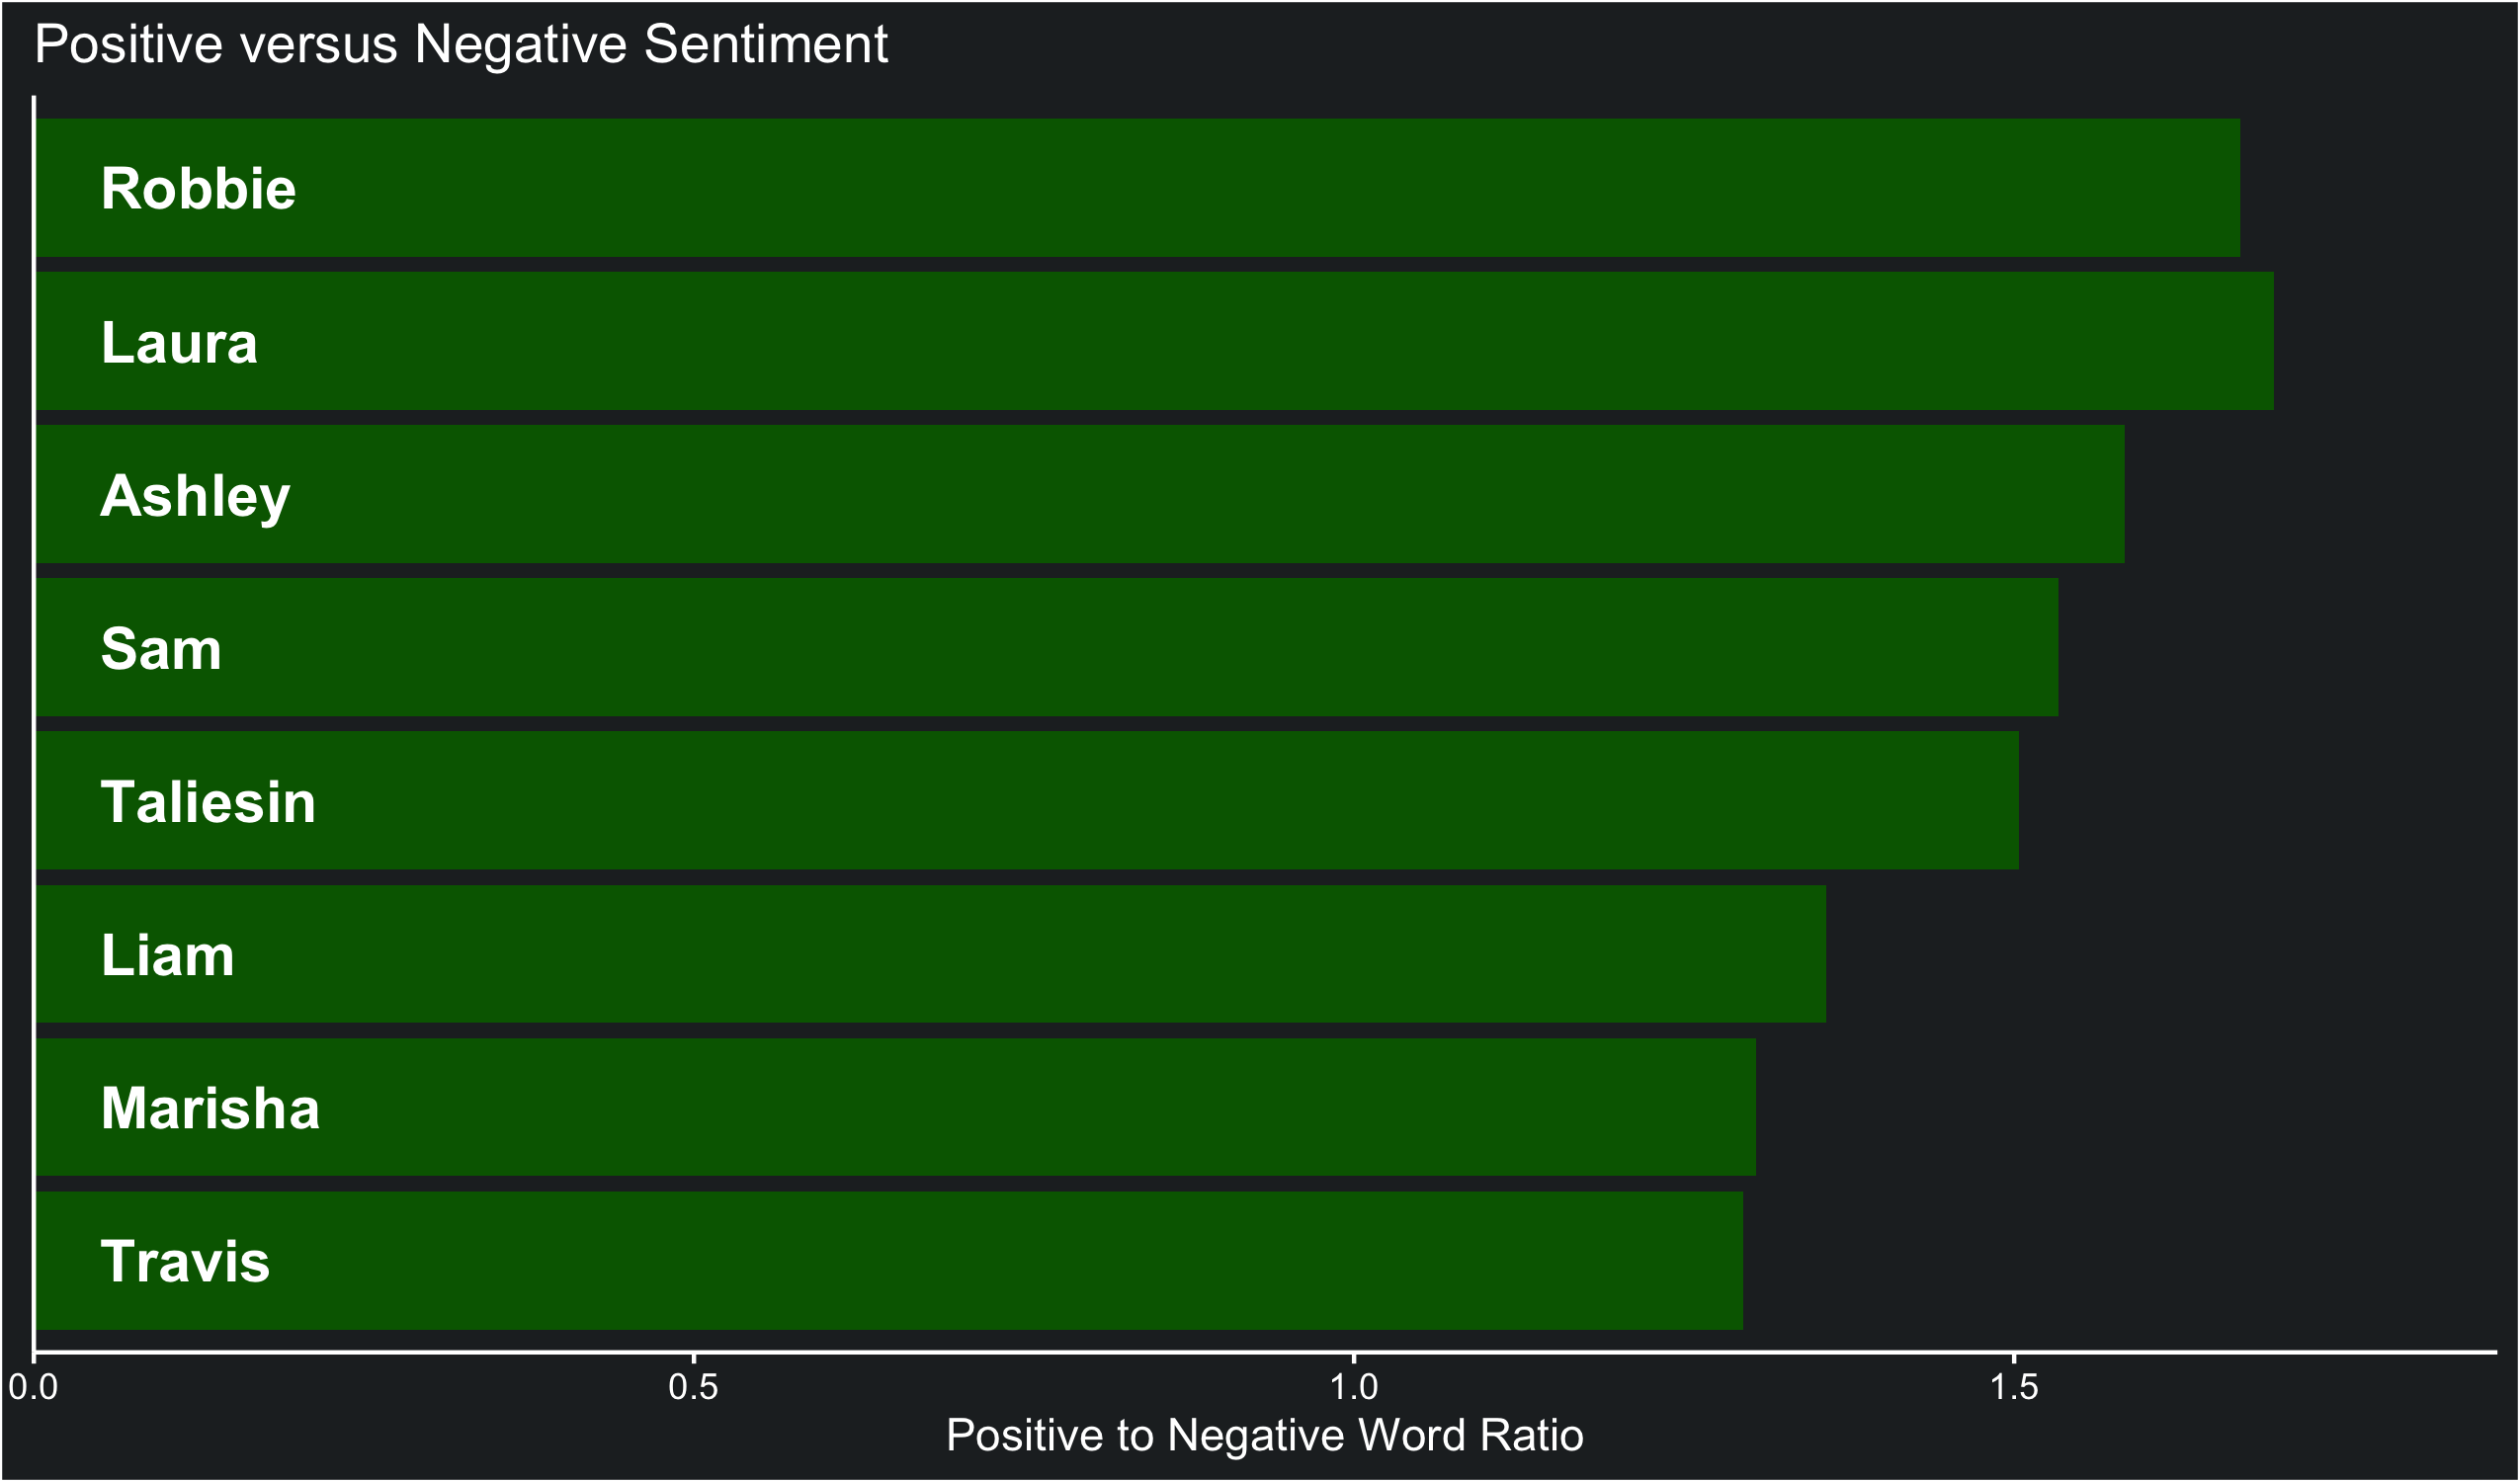 Positive versus Negative Sentiment
Robbie
Laura
Ashley
Sam
Taliesin
Liam
Marisha
Travis
0.0 0.5 1.0 1.5
Positive to Negative Word Ratio